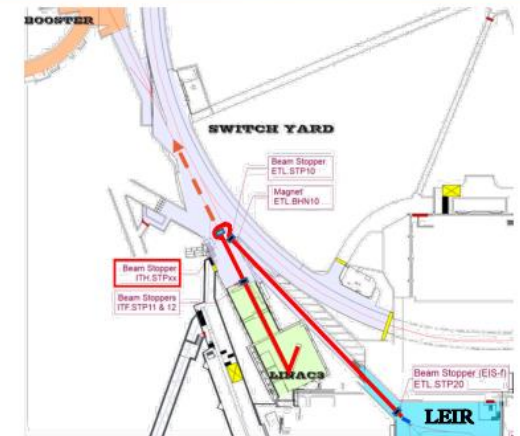 BOOSTER
SWITCH YARD
Beam Stopper
ETL.STP10
Magnet
ETL.BHN10
Beam Stopper
ITH.STPxx
Beam Stoppers
ITF.STP11 & 12
LINAC3
Beam Stopper (EIS-f)
ETL.STP20
LEIR